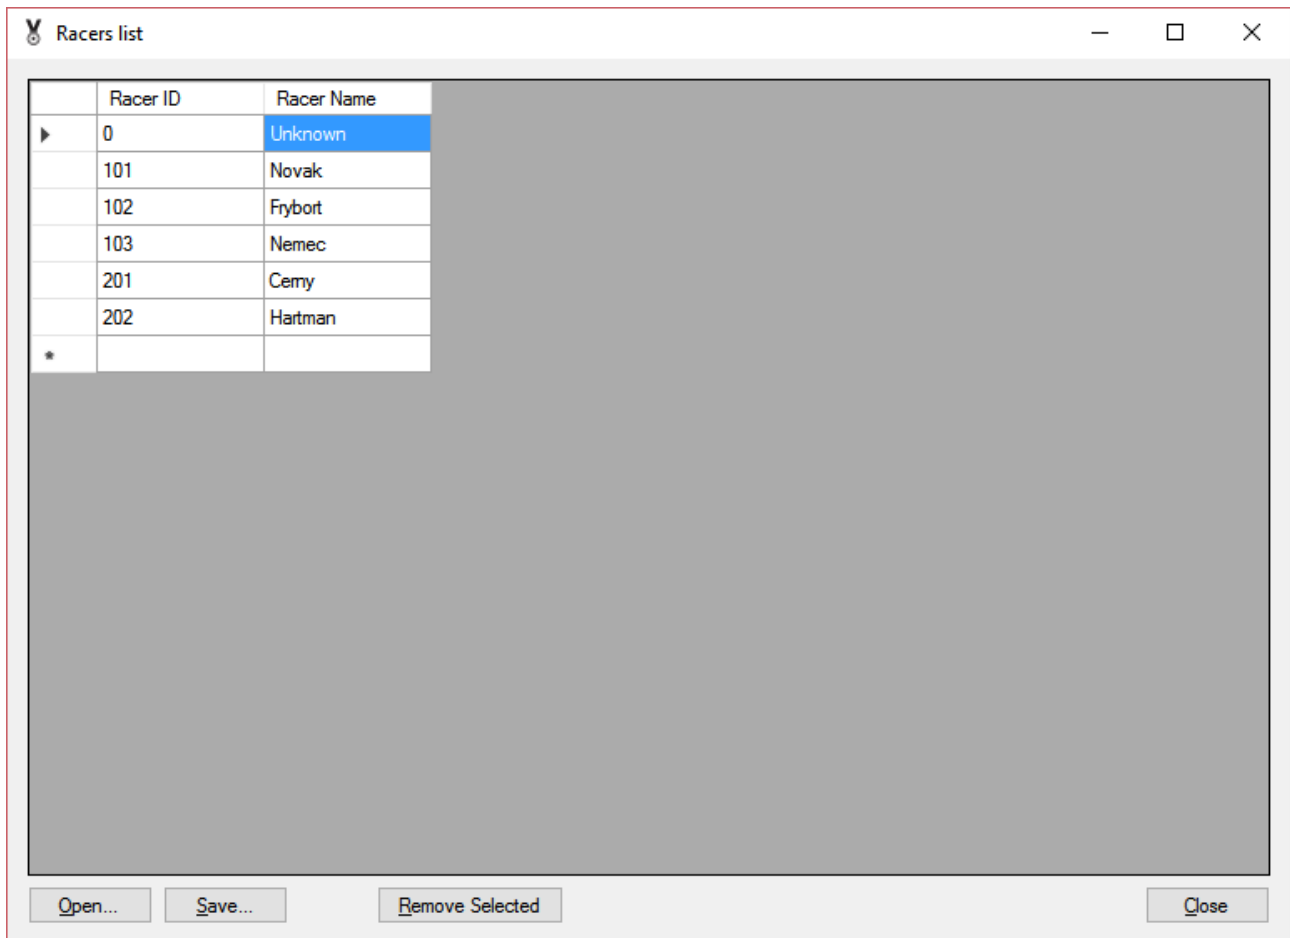 Racers list
Racer ID Racer Name
0 Unknown
101 Novak
102 Frybort
103 Nemec
201 Cerny
202 Hartman
*
Open... Save... Remove Selected Close